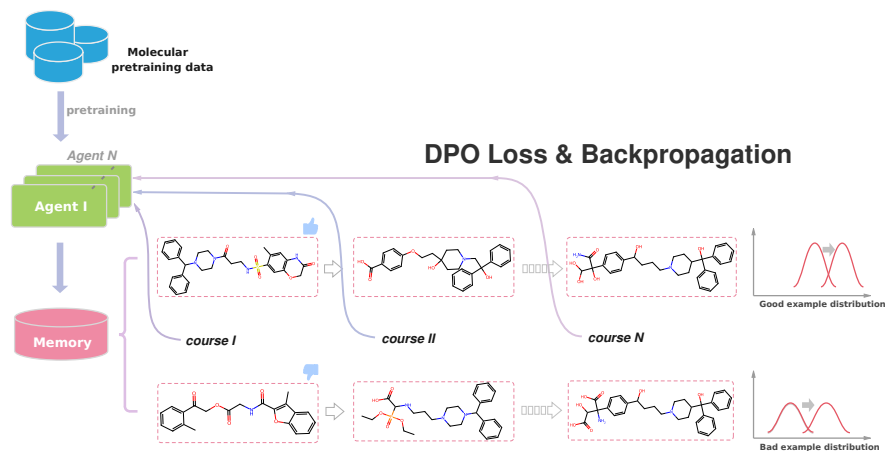 Molecular
pretraining data
pretraining
Agent N
DPO Loss & Backpropagation
Agent I
Memory
course I
course II
course N
Good example distribution
Bad example distribution